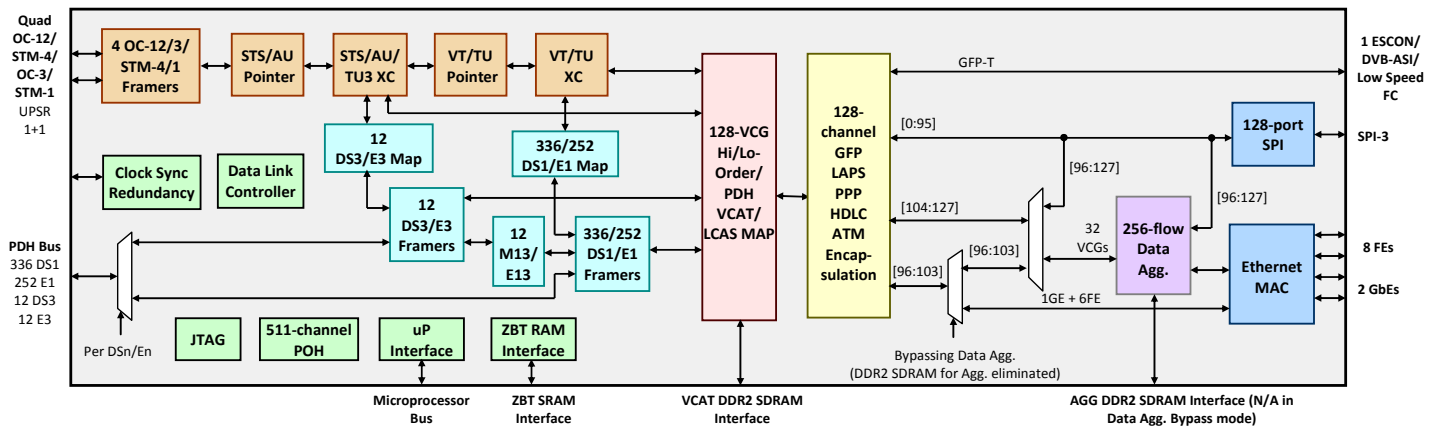 Quad
OC-12/
STM-4/
OC-3/
STM-1
UPSR
1+1
4 OC-12/3/
STM-4/1
Framers
STS/AU
Pointer
STS/AU/
TU3 XC
VT/TU
Pointer
VT/TU
XC
12
DS3/E3 Map
336/252
DS1/E1 Map
Clock Sync
Redundancy
Data Link
Controller
12
DS3/E3
Framers
12
M13/
E13
336/252
DS1/E1
Framers
PDH Bus
336 DS1
252 E1
12 DS3
12 E3
Per DSn/En
JTAG
511-channel
POH
uP
Interface
ZBT RAM
Interface
Microprocessor
Bus
ZBT SRAM
Interface
128-VCG
Hi/Lo-
Order/
PDH
VCAT/
LCAS MAP
VCAT DDR2 SDRAM
Interface
128-
channel
GFP
LAPS
PPP
HDLC
ATM
Encap-
sulation
GFP-T
[0:95]
[96:127]
[104:127]
[96:103]
[96:103]
[96:127]
32
VCGs
1GE + 6FE
Bypassing Data Agg.
(DDR2 SDRAM for Agg. eliminated)
256-flow
Data
Agg.
128-port
SPI
Ethernet
MAC
AGG DDR2 SDRAM Interface (N/A in
Data Agg. Bypass mode)
1 ESCON/
DVB-ASI/
Low Speed
FC
SPI-3
8 FEs
2 GbEs